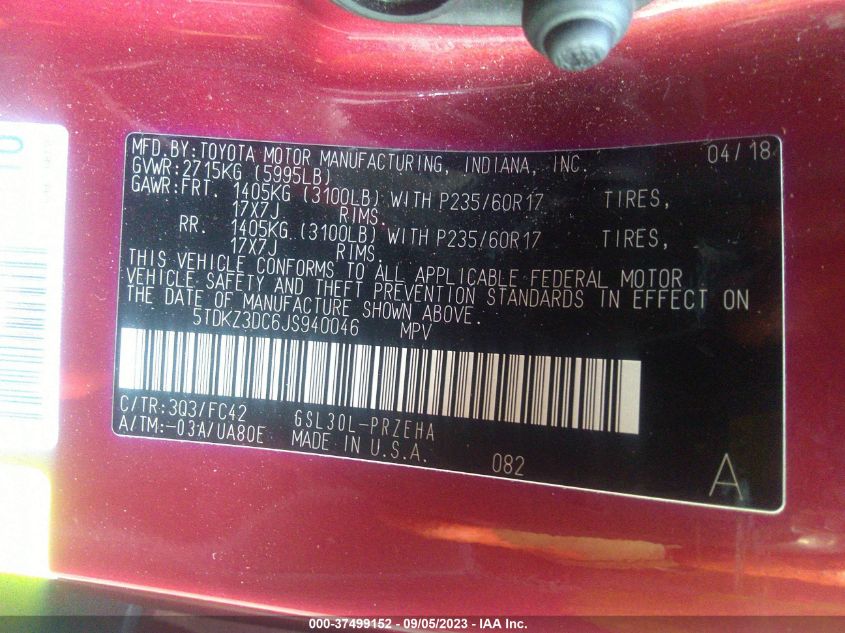 MFD.BY:TOYOTA MOTOR MANUFACTURING, INDIANA, INC. 04/18
GVWR:2715KG (5995LB)
GAWR:FRT. 1405KG (3100LB) WITH P235/60R17 TIRES,
17X7J RIMS.
RR. 1405KG (3100LB) WITH P235/60R17 TIRES,
17X7J RIMS.
THIS VEHICLE CONFORMS TO ALL APPLICABLE FEDERAL MOTOR
VEHICLE SAFETY AND THEFT PREVENTION STANDARDS IN EFFECT ON
THE DATE OF MANUFACTURE SHOWN ABOVE.
5TDKZ3DC6JS940046 MPV
C/TR:3Q3/FC42 GSL30L-PRZEHA
A/TM:-03A/UA80E MADE IN U.S.A. 082 A
000-37499152 - 09/05/2023 - IAA Inc.